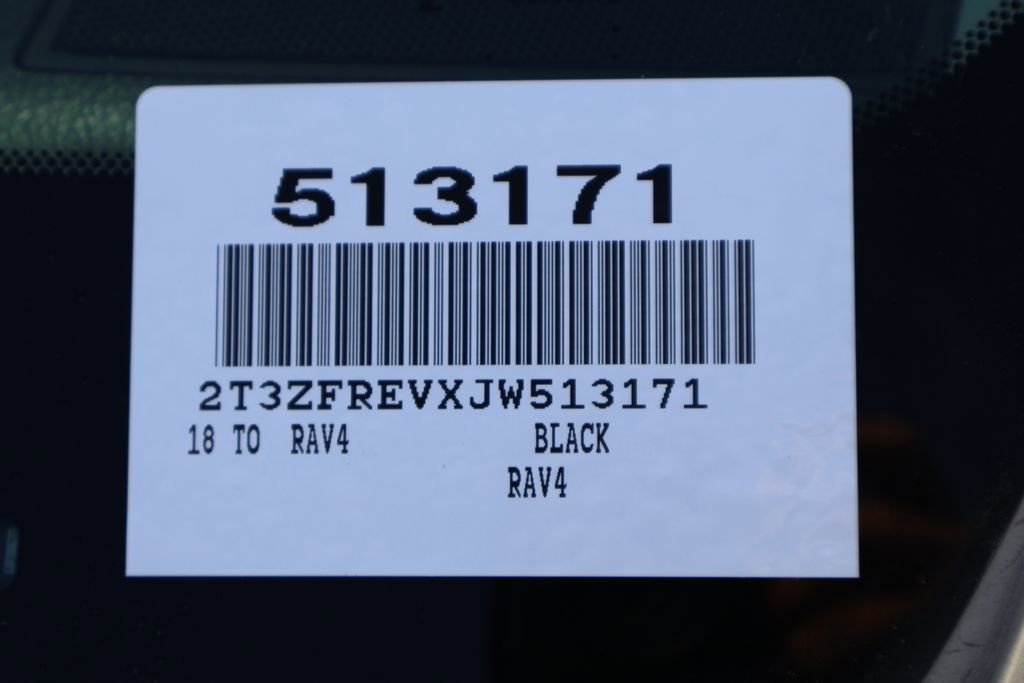 513171
2T3ZFREVXJW513171
18 TO RAV4 BLACK
RAV4